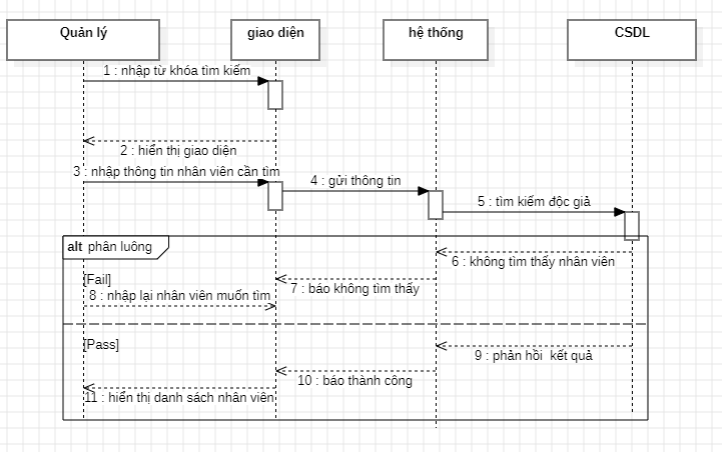 Quản lý
giao diện
hệ thống
CSDL
1 : nhập từ khóa tìm kiếm
2 : hiển thị giao diện
3 : nhập thông tin nhân viên cần tìm
4 : gửi thông tin
5 : tìm kiếm độc giả
alt phân luông
6 : không tìm thấy nhân viên
[Fail]
7 : báo không tìm thấy
8 : nhập lại nhân viên muốn tìm
[Pass]
9 : phản hồi kết quả
10 : báo thành công
11 : hiển thị danh sách nhân viên